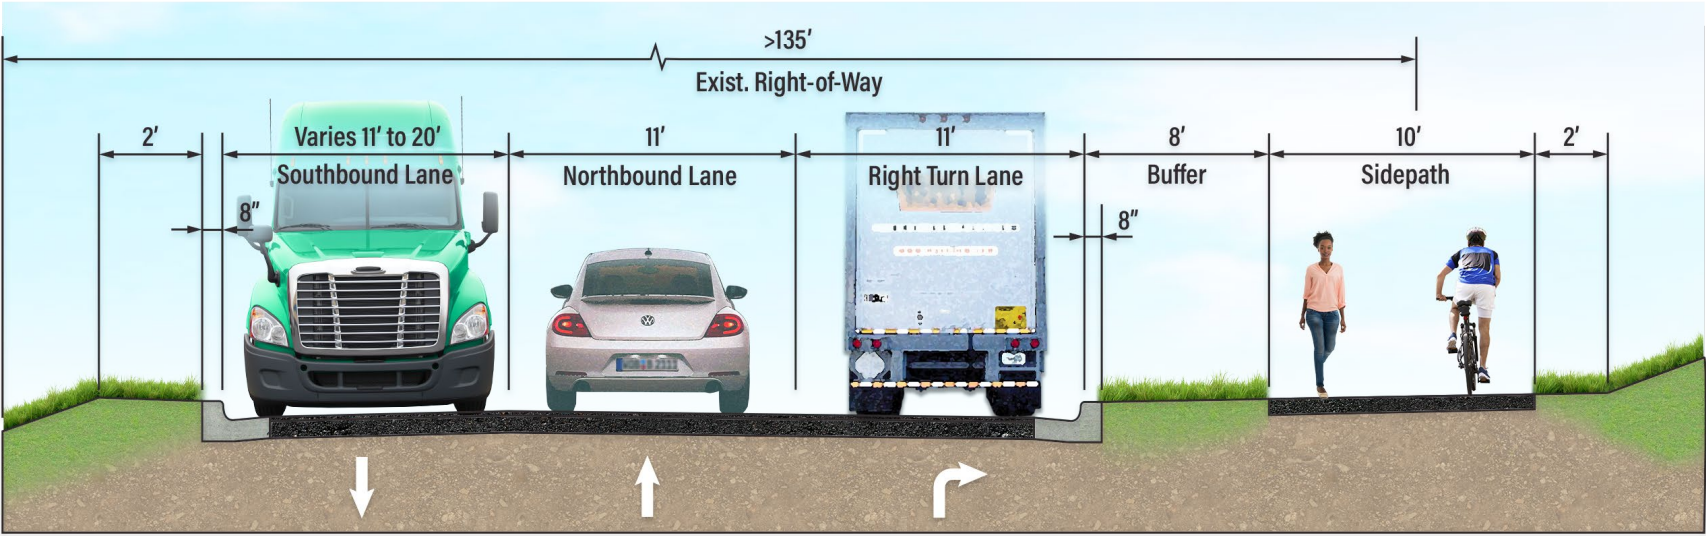 >135′
Exist. Right-of-Way
2′
Varies 11′ to 20′
11′
11′
8′
10′
2′
Southbound Lane
Northbound Lane
Right Turn Lane
Buffer
Sidepath
8″
8″